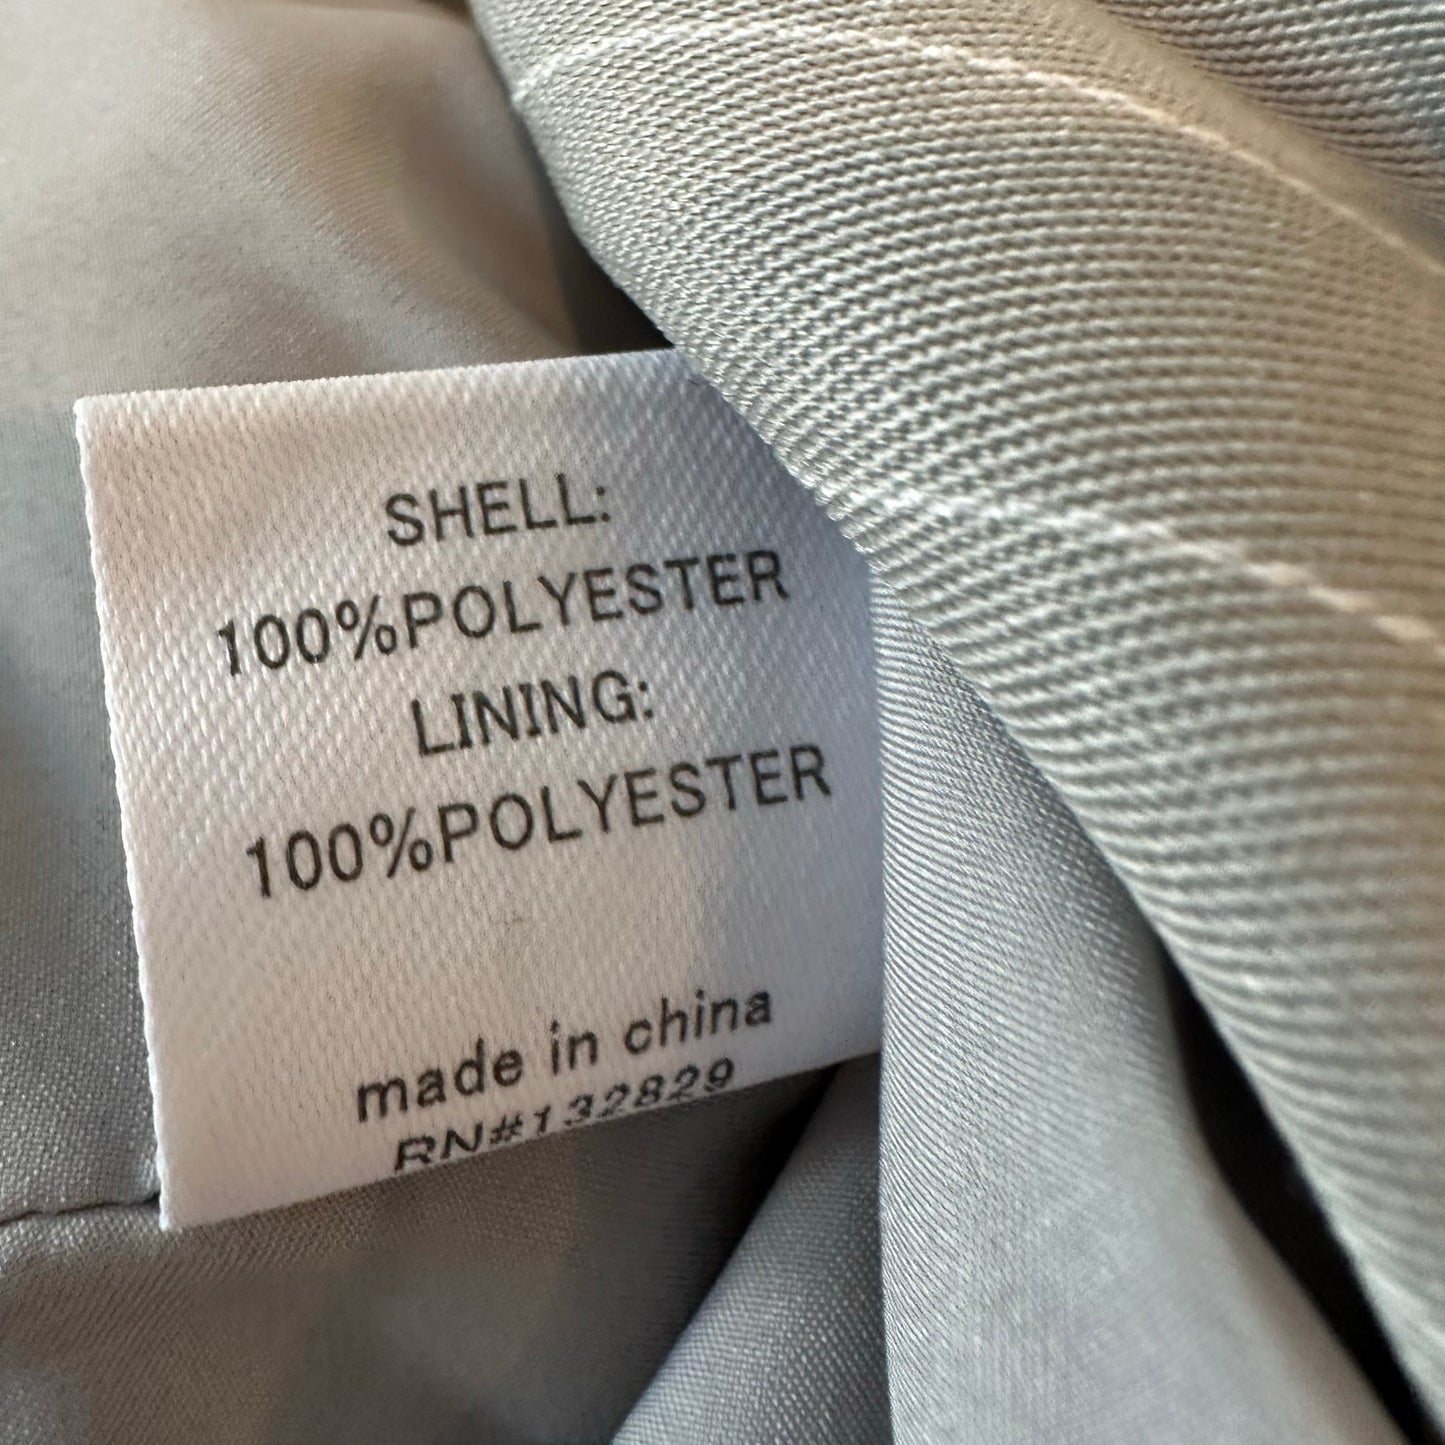 SHELL:
100%POLYESTER
LINING:
100%POLYESTER
made in china
RN#132829